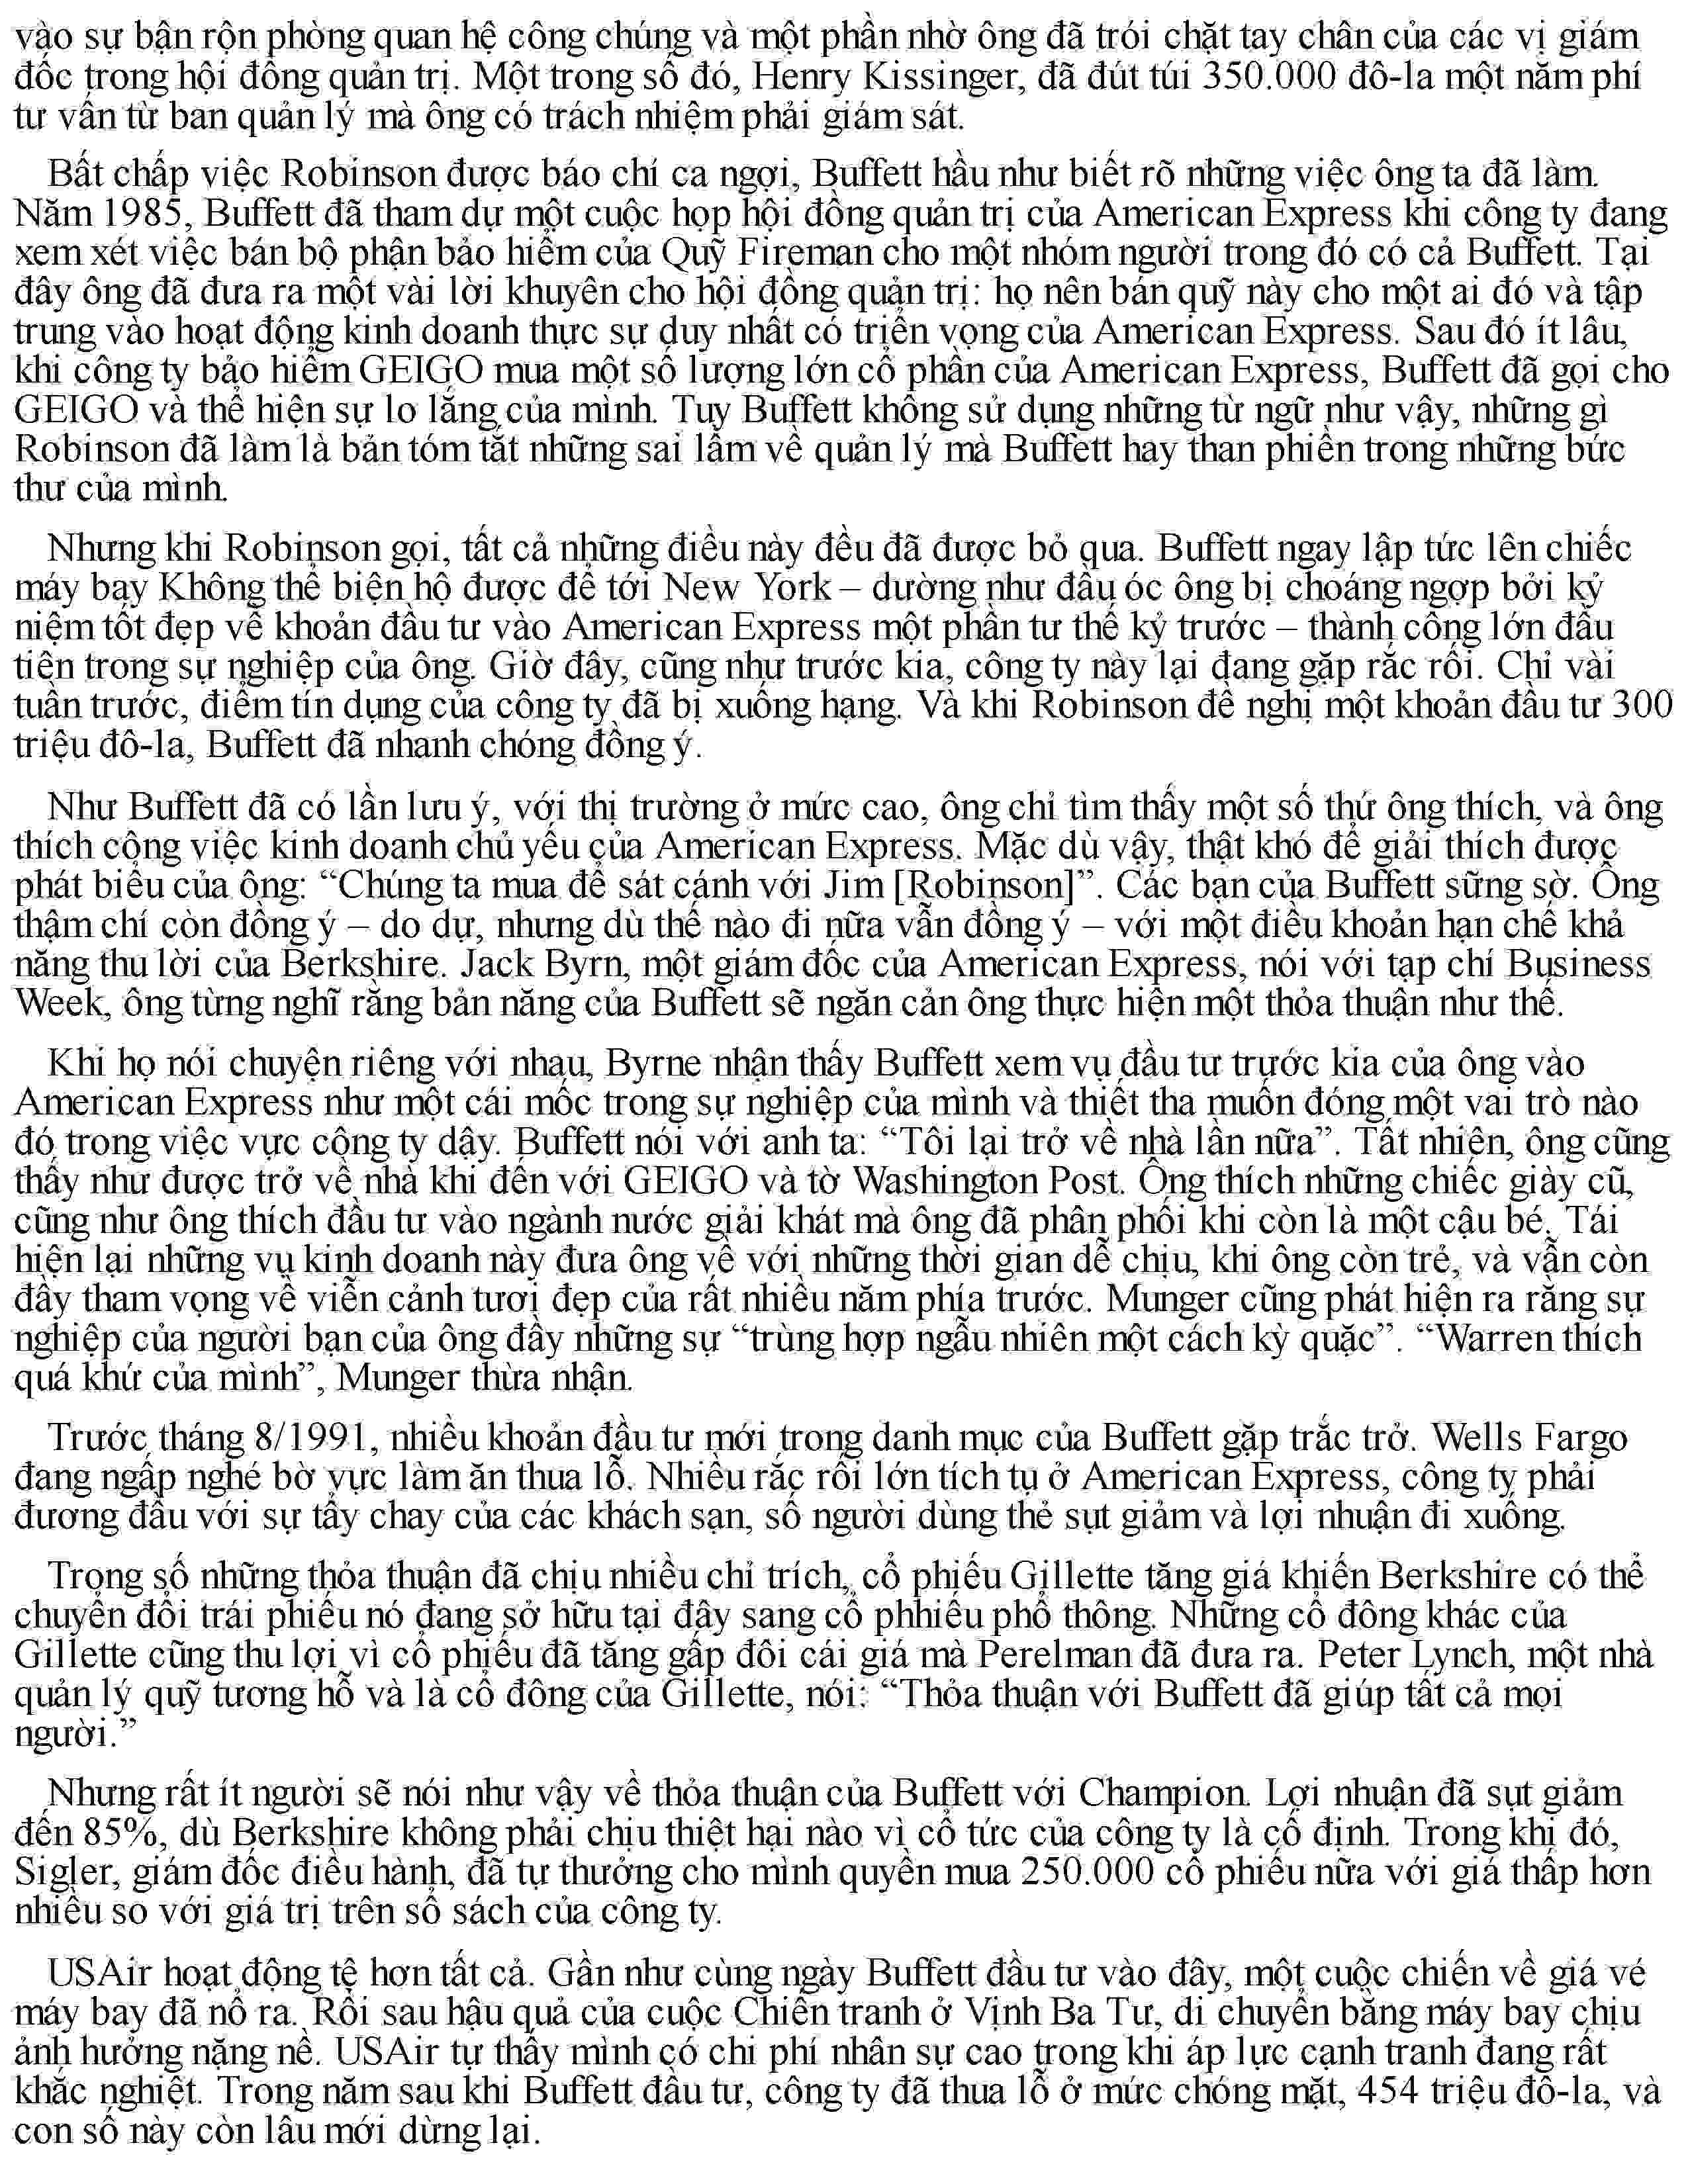 vào sự bận rộn phòng quan hệ công chúng và một phần nhờ ông đã trói chặt tay chân của các vị giám
đốc trong hội đồng quản trị. Một trong số đó, Henry Kissinger, đã đút túi 350.000 đô-la một năm phí
tư vấn từ ban quản lý mà ông có trách nhiệm phải giám sát.
Bất chấp việc Robinson được báo chí ca ngợi, Buffett hầu như biết rõ những việc ông ta đã làm.
Năm 1985, Buffett đã tham dự một cuộc họp hội đồng quản trị của American Express khi công ty đang
xem xét việc bán bộ phận bảo hiểm của Quỹ Fireman cho một nhóm người trong đó có cả Buffett. Tại
đây ông đã đưa ra một vài lời khuyên cho hội đồng quản trị: họ nên bán quỹ này cho một ai đó và tập
trung vào hoạt động kinh doanh thực sự duy nhất có triển vọng của American Express. Sau đó ít lâu,
khi công ty bảo hiểm GEIGO mua một số lượng lớn cổ phần của American Express, Buffett đã gọi cho
GEIGO và thể hiện sự lo lắng của mình. Tuy Buffett không sử dụng những từ ngữ như vậy, những gì
Robinson đã làm là bản tóm tắt những sai lầm về quản lý mà Buffett hay than phiền trong những bức
thư của mình.
Nhưng khi Robinson gọi, tất cả những điều này đều đã được bỏ qua. Buffett ngay lập tức lên chiếc
máy bay Không thể biện hộ được để tới New York – dường như đầu óc ông bị choáng ngợp bởi kỷ
niệm tốt đẹp về khoản đầu tư vào American Express một phần tư thế kỷ trước – thành công lớn đầu
tiên trong sự nghiệp của ông. Giờ đây, cũng như trước kia, công ty này lại đang gặp rắc rối. Chỉ vài
tuần trước, điểm tín dụng của công ty đã bị xuống hạng. Và khi Robinson đề nghị một khoản đầu tư 300
triệu đô-la, Buffett đã nhanh chóng đồng ý.
Như Buffett đã có lần lưu ý, với thị trường ở mức cao, ông chỉ tìm thấy một số thứ ông thích, và ông
thích công việc kinh doanh chủ yếu của American Express. Mặc dù vậy, thật khó để giải thích được
phát biểu của ông: “Chúng ta mua để sát cánh với Jim [Robinson]”. Các bạn của Buffett sững sờ. Ông
thậm chí còn đồng ý – do dự, nhưng dù thế nào đi nữa vẫn đồng ý – với một điều khoản hạn chế khả
năng thu lời của Berkshire. Jack Byrn, một giám đốc của American Express, nói với tạp chí Business
Week, ông từng nghĩ rằng bản năng của Buffett sẽ ngăn cản ông thực hiện một thỏa thuận như thế.
Khi họ nói chuyện riêng với nhau, Byrne nhận thấy Buffett xem vụ đầu tư trước kia của ông vào
American Express như một cái mốc trong sự nghiệp của mình và thiết tha muốn đóng một vai trò nào
đó trong việc vực công ty dậy. Buffett nói với anh ta: “Tôi lại trở về nhà lần nữa”. Tất nhiên, ông cũng
thấy như được trở về nhà khi đến với GEIGO và tờ Washington Post. Ông thích những chiếc giày cũ,
cũng như ông thích đầu tư vào ngành nước giải khát mà ông đã phân phối khi còn là một cậu bé. Tái
hiện lại những vụ kinh doanh này đưa ông về với những thời gian dễ chịu, khi ông còn trẻ, và vẫn còn
đầy tham vọng về viễn cảnh tươi đẹp của rất nhiều năm phía trước. Munger cũng phát hiện ra rằng sự
nghiệp của người bạn của ông đầy những sự “trùng hợp ngẫu nhiên một cách kỳ quặc”. “Warren thích
quá khứ của mình”, Munger thừa nhận.
Trước tháng 8/1991, nhiều khoản đầu tư mới trong danh mục của Buffett gặp trắc trở. Wells Fargo
đang ngấp nghé bờ vực làm ăn thua lỗ. Nhiều rắc rối lớn tích tụ ở American Express, công ty phải
đương đầu với sự tẩy chay của các khách sạn, số người dùng thẻ sụt giảm và lợi nhuận đi xuống.
Trong số những thỏa thuận đã chịu nhiều chỉ trích, cổ phiếu Gillette tăng giá khiến Berkshire có thể
chuyển đổi trái phiếu nó đang sở hữu tại đây sang cổ phhiếu phổ thông. Những cổ đông khác của
Gillette cũng thu lợi vì cổ phiếu đã tăng gấp đôi cái giá mà Perelman đã đưa ra. Peter Lynch, một nhà
quản lý quỹ tương hỗ và là cổ đông của Gillette, nói: “Thỏa thuận với Buffett đã giúp tất cả mọi
người.”
Nhưng rất ít người sẽ nói như vậy về thỏa thuận của Buffett với Champion. Lợi nhuận đã sụt giảm
đến 85%, dù Berkshire không phải chịu thiệt hại nào vì cổ tức của công ty là cố định. Trong khi đó,
Sigler, giám đốc điều hành, đã tự thưởng cho mình quyền mua 250.000 cổ phiếu nữa với giá thấp hơn
nhiều so với giá trị trên sổ sách của công ty.
USAir hoạt động tệ hơn tất cả. Gần như cùng ngày Buffett đầu tư vào đây, một cuộc chiến về giá vé
máy bay đã nổ ra. Rồi sau hậu quả của cuộc Chiến tranh ở Vịnh Ba Tư, di chuyển bằng máy bay chịu
ảnh hưởng nặng nề. USAir tự thấy mình có chi phí nhân sự cao trong khi áp lực cạnh tranh đang rất
khắc nghiệt. Trong năm sau khi Buffett đầu tư, công ty đã thua lỗ ở mức chóng mặt, 454 triệu đô-la, và
con số này còn lâu mới dừng lại.